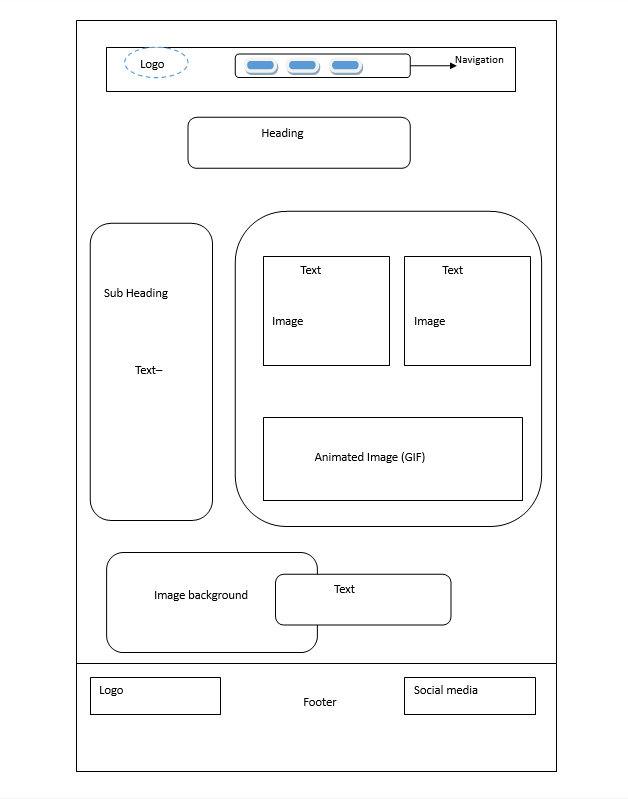 Logo
Navigation
Heading
Sub Heading
Text–
Text
Image
Text
Image
Animated Image (GIF)
Image background
Text
Logo
Footer
Social media